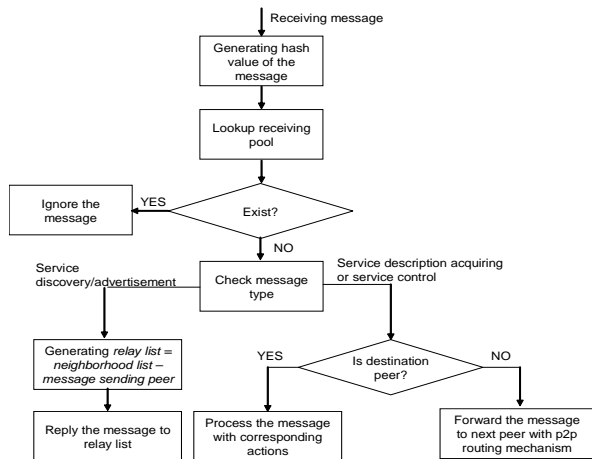 Receiving message
Generating hash
value of the
message
Lookup receiving
pool
Ignore the
message
YES
Exist?
NO
Service
discovery/advertisement
Check message
type
Service description acquiring
or service control
Generating relay list =
neighborhood list –
message sending peer
YES
Is destination
peer?
NO
Reply the message to
relay list
Process the message
with corresponding
actions
Forward the message
to next peer with p2p
routing mechanism